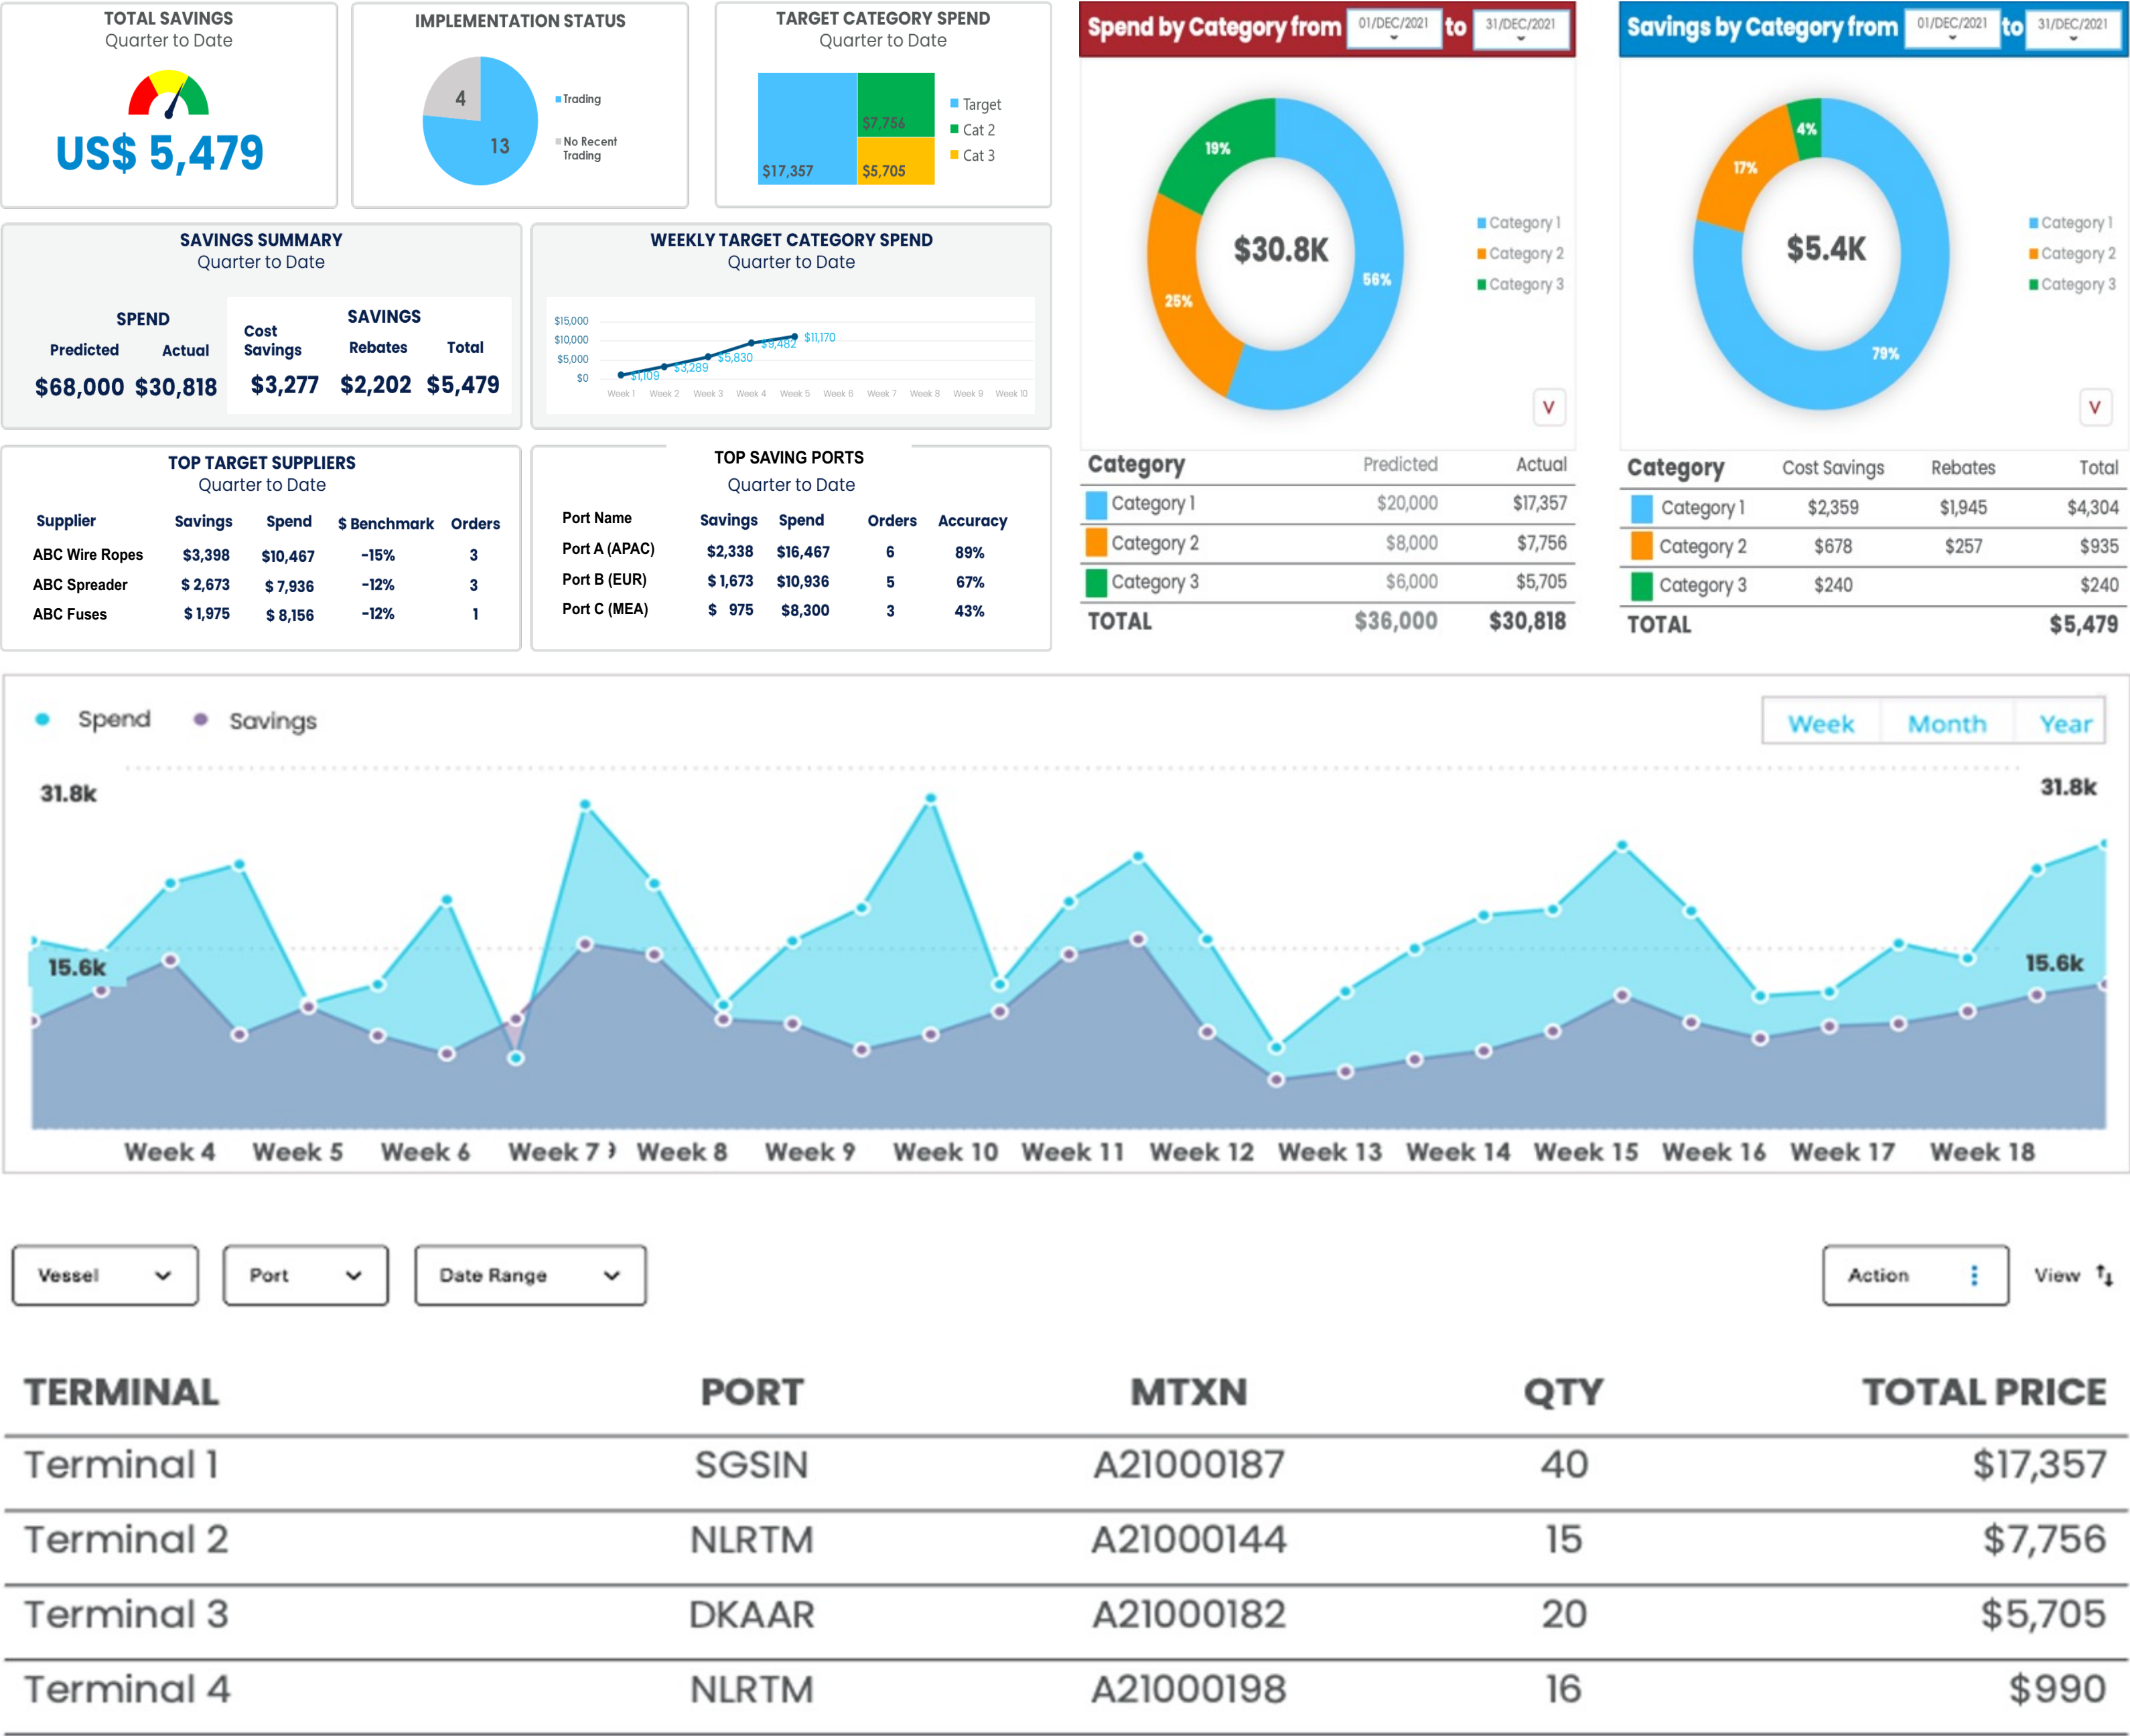 TOTAL SAVINGS
Quarter to Date
US$ 5,479
IMPLEMENTATION STATUS
4
13
Trading
No Recent
Trading
TARGET CATEGORY SPEND
Quarter to Date
$7,756
$17,357
$5,705
Target
Cat 2
Cat 3
Spend by Category from 01/DEC/2021 to 31/DEC/2021
19%
25%
56%
$30.8K
Category 1
Category 2
Category 3
V
Category Predicted Actual
Category 1 $20,000 $17,357
Category 2 $8,000 $7,756
Category 3 $6,000 $5,705
TOTAL $36,000 $30,818
Savings by Category from 01/DEC/2021 to 31/DEC/2021
4%
17%
79%
$5.4K
Category 1
Category 2
Category 3
V
Category Cost Savings Rebates Total
Category 1 $2,359 $1,945 $4,304
Category 2 $678 $257 $935
Category 3 $240 $240
TOTAL $5,479
SAVINGS SUMMARY
Quarter to Date
SPEND
SAVINGS
Predicted Actual Cost Savings Rebates Total
$68,000 $30,818 $3,277 $2,202 $5,479
WEEKLY TARGET CATEGORY SPEND
Quarter to Date
$15,000
$10,000
$5,000
$0
$1,109
$3,289
$5,830
$9,482
$11,170
Week 1 Week 2 Week 3 Week 4 Week 5 Week 6 Week 7 Week 8 Week 9 Week 10
TOP TARGET SUPPLIERS
Quarter to Date
Supplier Savings Spend $ Benchmark Orders
ABC Wire Ropes $3,398 $10,467 -15% 3
ABC Spreader $ 2,673 $ 7,936 -12% 3
ABC Fuses $ 1,975 $ 8,156 -12% 1
TOP SAVING PORTS
Quarter to Date
Port Name Savings Spend Orders Accuracy
Port A (APAC) $2,338 $16,467 6 89%
Port B (EUR) $ 1,673 $10,936 5 67%
Port C (MEA) $ 975 $8,300 3 43%
Spend Savings
Week Month Year
31.8k 31.8k
15.6k 15.6k
Week 4 Week 5 Week 6 Week 7 Week 8 Week 9 Week 10 Week 11 Week 12 Week 13 Week 14 Week 15 Week 16 Week 17 Week 18
Vessel Port Date Range Action View
TERMINAL PORT MTXN QTY TOTAL PRICE
Terminal 1 SGSIN A21000187 40 $17,357
Terminal 2 NLRTM A21000144 15 $7,756
Terminal 3 DKAAR A21000182 20 $5,705
Terminal 4 NLRTM A21000198 16 $990